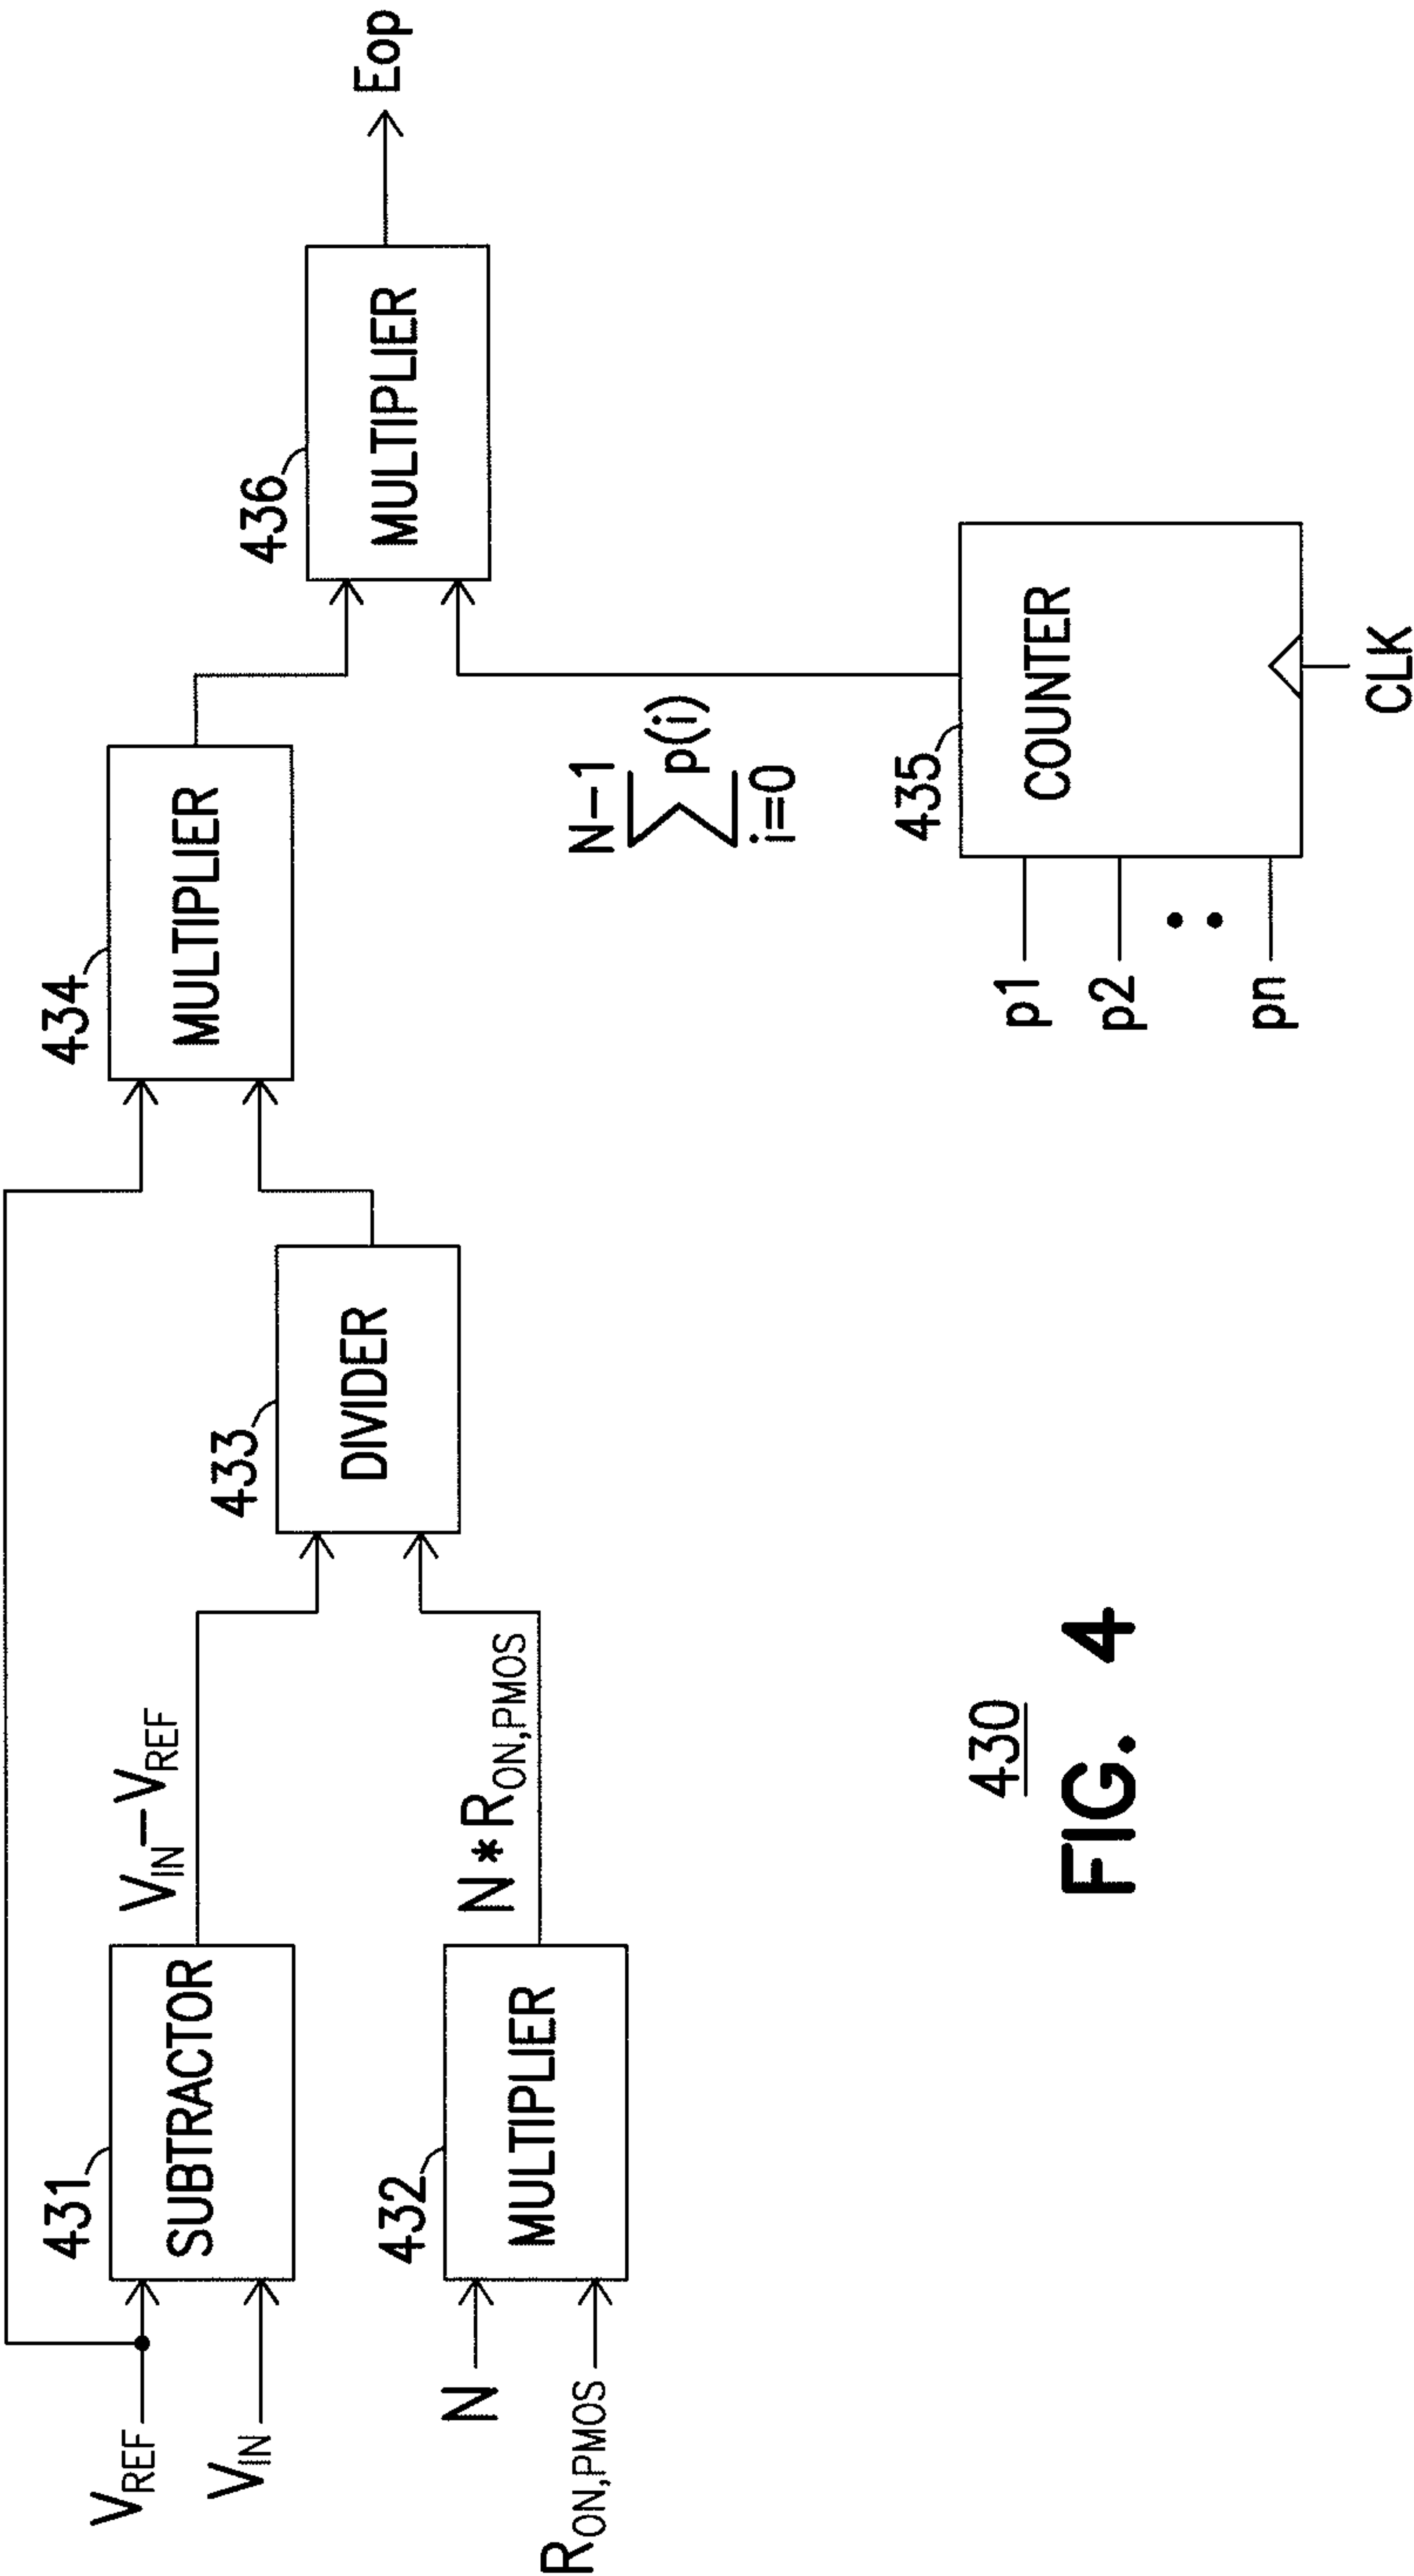 Eop
436
MULTIPLIER
434
MULTIPLIER
N−1
∑ p(i)
i=0
435
COUNTER
CLK
p1
p2
pn
433
DIVIDER
V_IN−V_REF
N*R_ON,PMOS
431
SUBTRACTOR
432
MULTIPLIER
V_REF
V_IN
N
R_ON,PMOS
430
FIG. 4